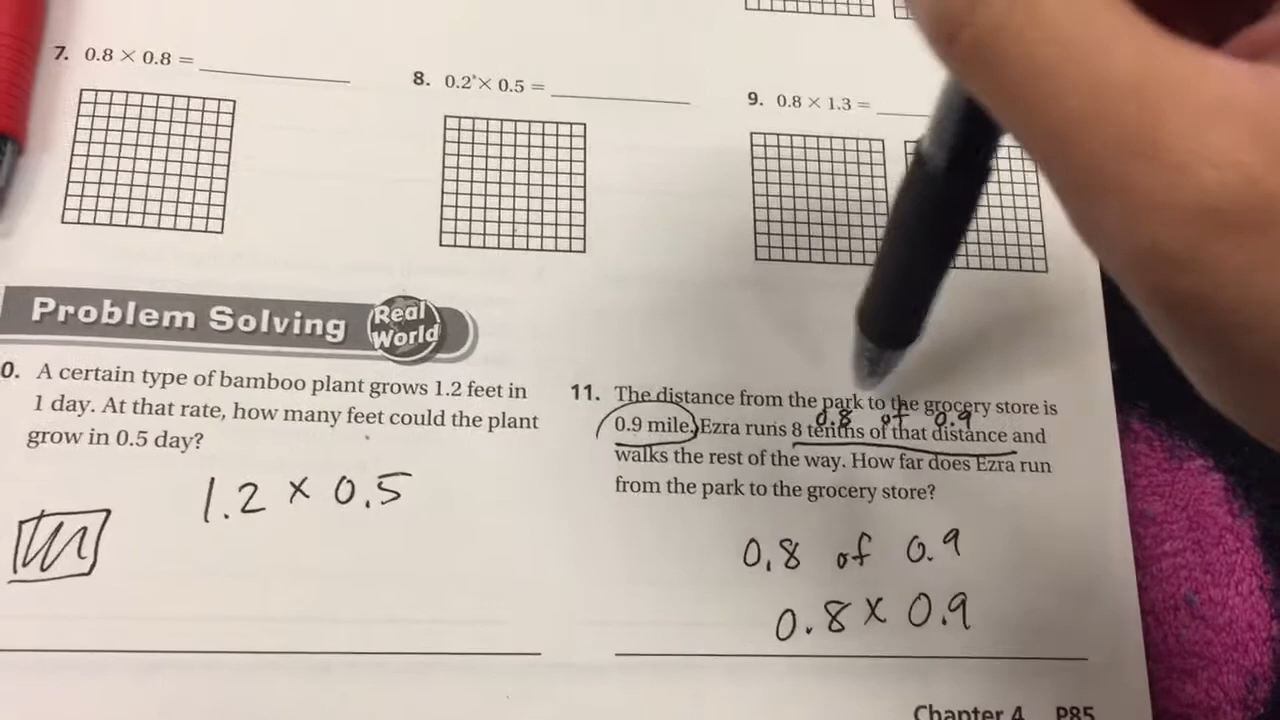 7. 0.8 × 0.8 =
8. 0.2 × 0.5 =
9. 0.8 × 1.3 =
Problem Solving Real World
0. A certain type of bamboo plant grows 1.2 feet in
1 day. At that rate, how many feet could the plant
grow in 0.5 day?
1.2 × 0.5
11. The distance from the park to the grocery store is
0.8 of 0.9
0.9 mile. Ezra runs 8 tenths of that distance and
walks the rest of the way. How far does Ezra run
from the park to the grocery store?
0.8 of 0.9
0.8 × 0.9
Chapter 4 P85